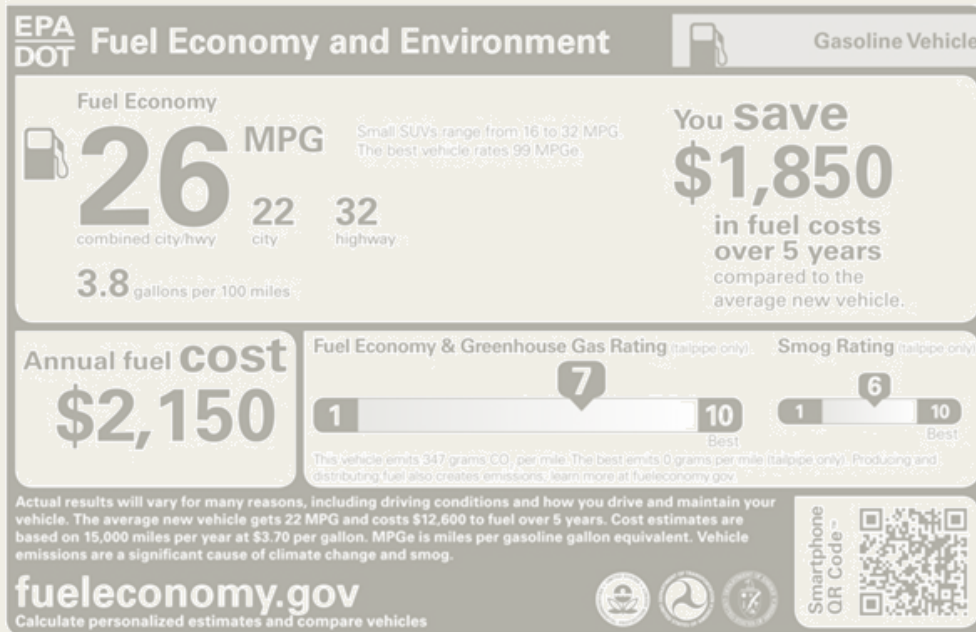 EPA
DOT
Fuel Economy and Environment
Gasoline Vehicle
Fuel Economy
26 MPG
combined city/hwy
22
city
32
highway
3.8 gallons per 100 miles
Small SUVs range from 16 to 32 MPG.
The best vehicle rates 99 MPGe.
You save
$1,850
in fuel costs
over 5 years
compared to the
average new vehicle.
Annual fuel cost
$2,150
Fuel Economy & Greenhouse Gas Rating (tailpipe only)
7
1
10
Best
Smog Rating (tailpipe only)
6
1
10
Best
This vehicle emits 347 grams CO₂ per mile. The best emits 0 grams per mile (tailpipe only). Producing and
distributing fuel also creates emissions; learn more at fueleconomy.gov.
Actual results will vary for many reasons, including driving conditions and how you drive and maintain your
vehicle. The average new vehicle gets 22 MPG and costs $12,600 to fuel over 5 years. Cost estimates are
based on 15,000 miles per year at $3.70 per gallon. MPGe is miles per gasoline gallon equivalent. Vehicle
emissions are a significant cause of climate change and smog.
fueleconomy.gov
Calculate personalized estimates and compare vehicles
Smartphone
QR Code™